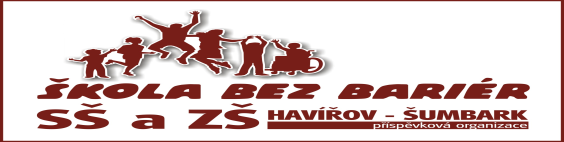 ŠKOLA BEZ BARIÉR
SŠ a ZŠ HAVÍŘOV - ŠUMBARK
příspěvková organizace